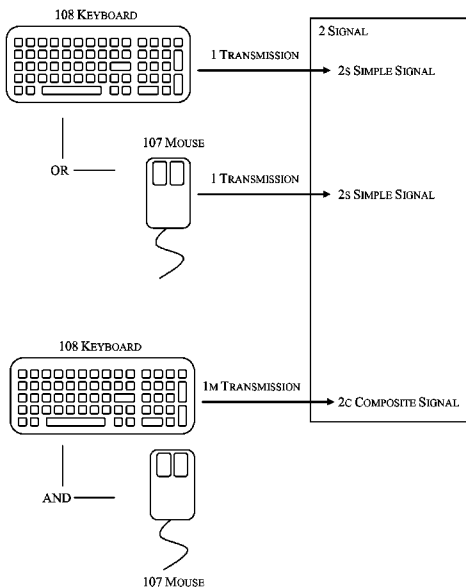 108 KEYBOARD
2 SIGNAL
1 TRANSMISSION
2S SIMPLE SIGNAL
107 MOUSE
OR
1 TRANSMISSION
2S SIMPLE SIGNAL
108 KEYBOARD
1M TRANSMISSION
2C COMPOSITE SIGNAL
AND
107 MOUSE